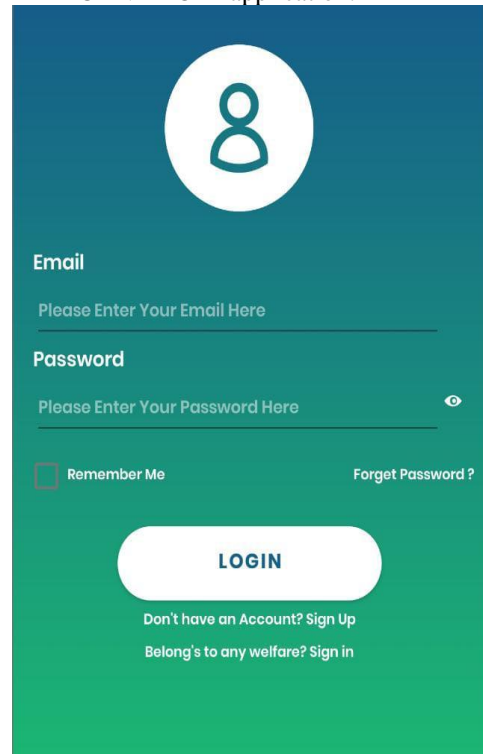 application.
Email
Please Enter Your Email Here
Password
Please Enter Your Password Here
Remember Me Forget Password ?
LOGIN
Don't have an Account? Sign Up
Belong's to any welfare? Sign in